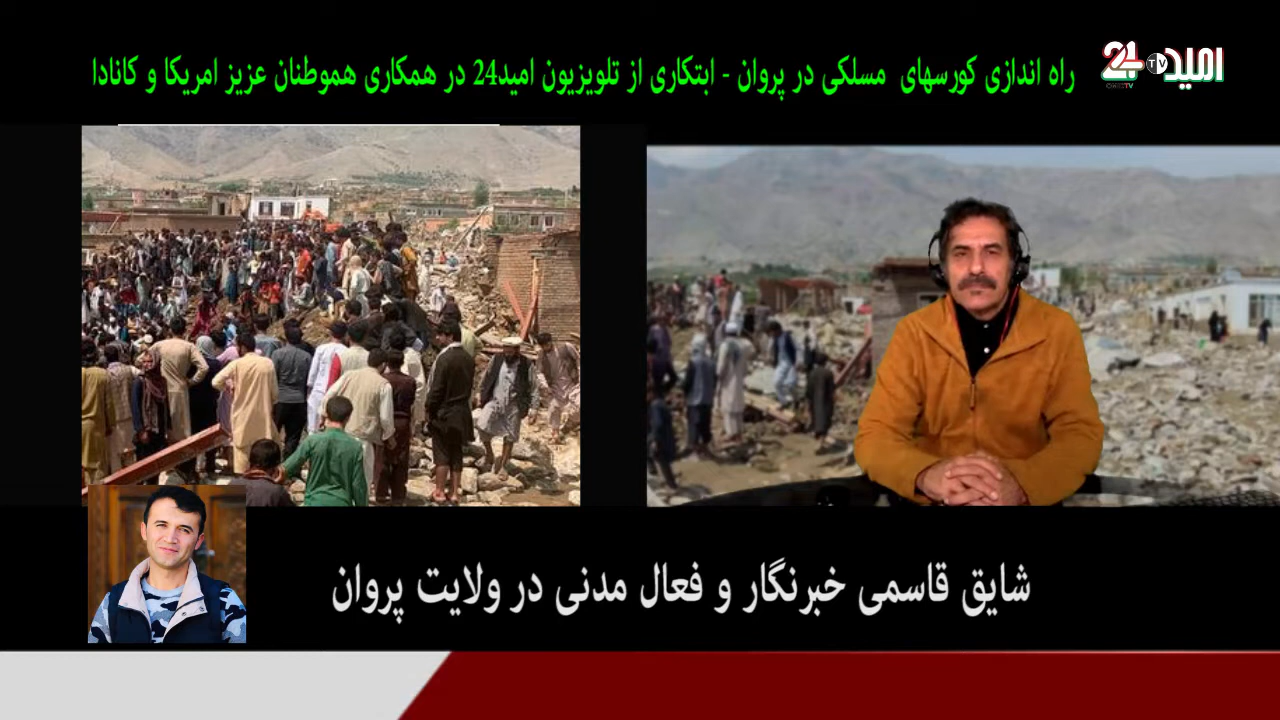 راه اندازی کورسهای مسلکی در پروان - ابتکاری از تلویزیون امید24 در همکاری هموطنان عزیز امریکا و کانادا
امید TV 24
شایق قاسمی خبرنگار و فعال مدنی در ولایت پروان